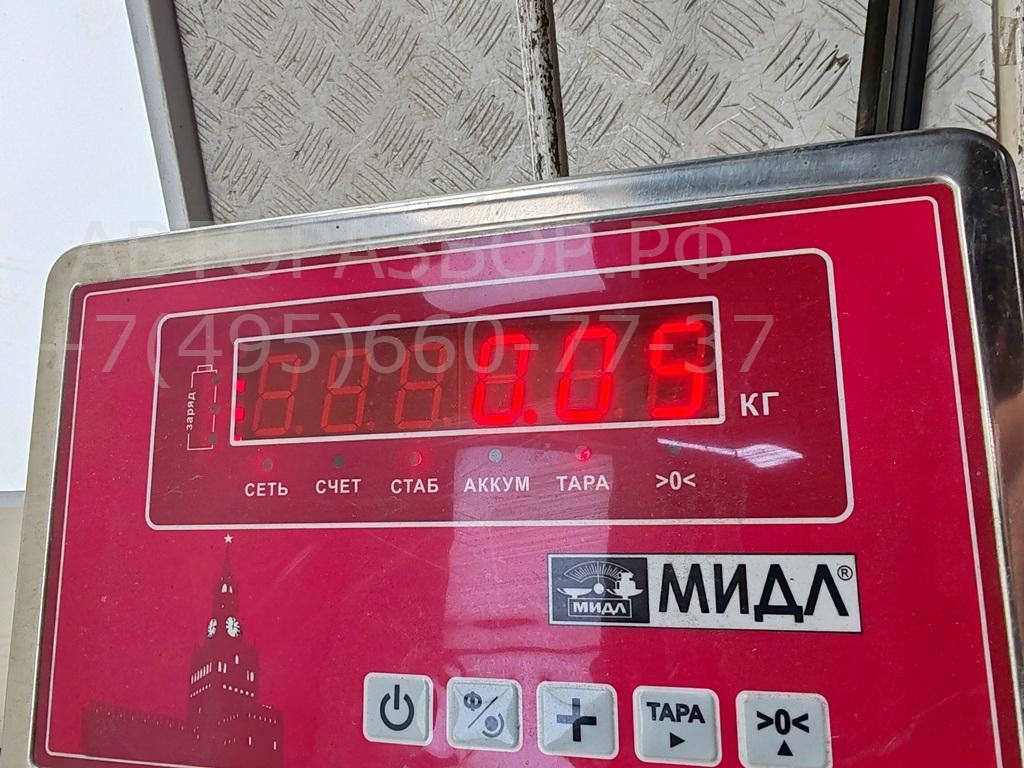 АВТОРАЗБОР.РФ
+7(495)660-77-37
заряд
0.05
КГ
СЕТЬ СЧЕТ СТАБ АККУМ ТАРА >0<
МИДЛ
МИДЛ®
Ф/
+
ТАРА
>0<